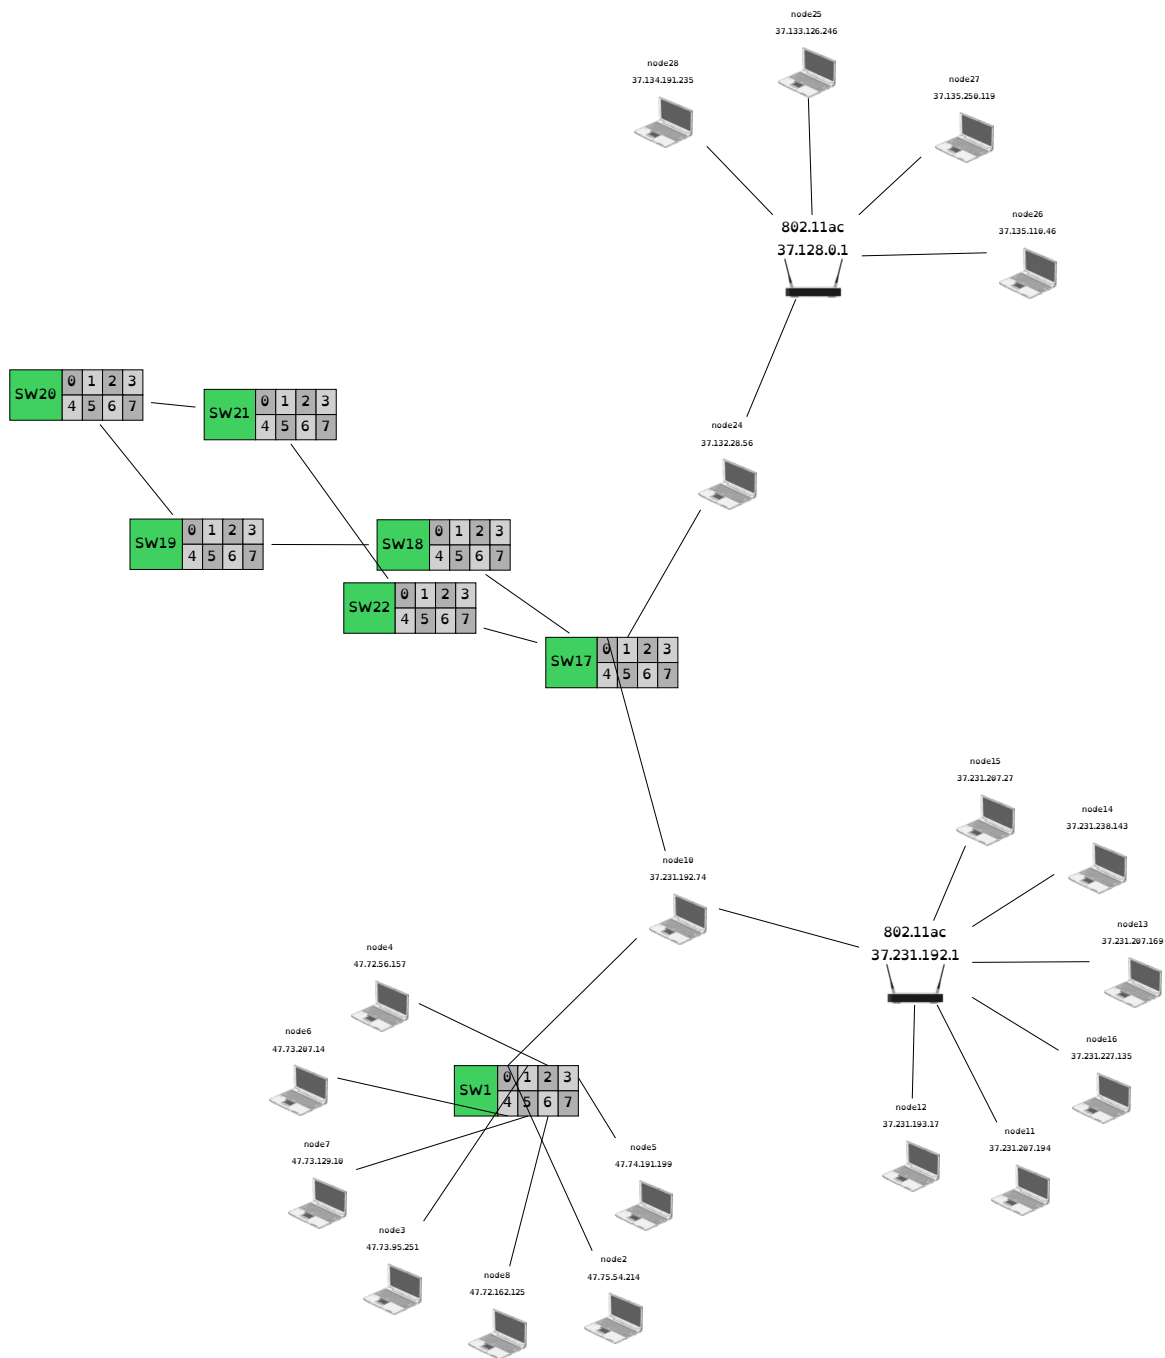 node25
37.133.126.246
node28
37.134.191.235
node27
37.135.250.119
node26
37.135.110.46
802.11ac
37.128.0.1
SW20 0 1 2 3
4 5 6 7
SW21 0 1 2 3
4 5 6 7
node24
37.132.28.56
SW19 0 1 2 3
4 5 6 7
SW18 0 1 2 3
4 5 6 7
SW22 0 1 2 3
4 5 6 7
SW17 0 1 2 3
4 5 6 7
node15
37.231.207.27
node14
37.231.238.143
node10
37.231.192.74
node13
37.231.207.169
802.11ac
37.231.192.1
node4
47.72.56.157
node6
47.73.207.14
node16
37.231.227.135
SW1 0 1 2 3
4 5 6 7
node12
37.231.193.17
node11
37.231.207.194
node7
47.73.129.10
node5
47.74.191.199
node3
47.73.95.251
node2
47.75.54.214
node8
47.72.162.125